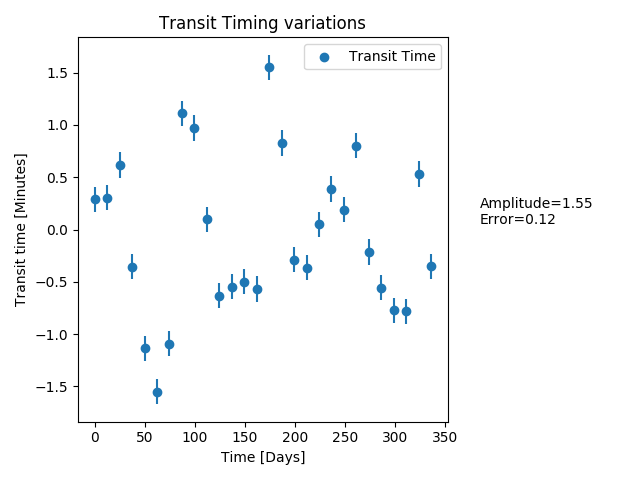 Transit Timing variations
Transit Time
1.5
1.0
0.5
0.0
−0.5
−1.0
−1.5
Transit time [Minutes]
Amplitude=1.55
Error=0.12
0 50 100 150 200 250 300 350
Time [Days]